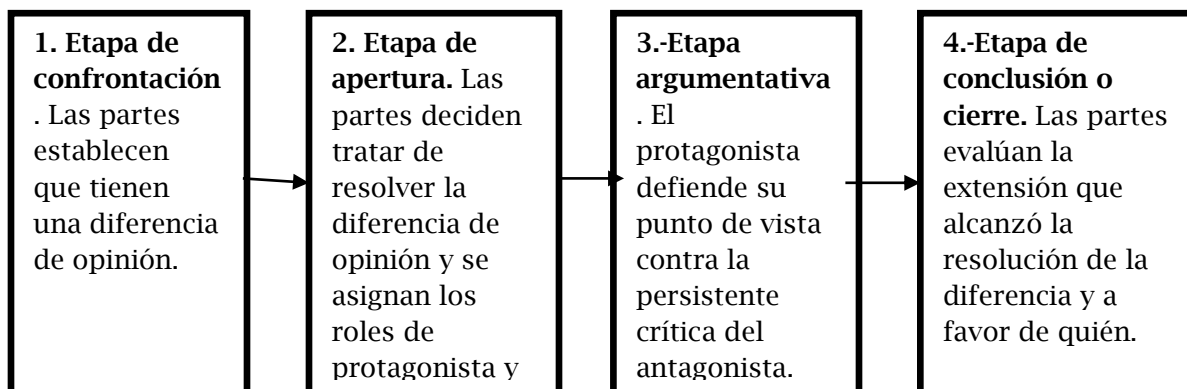 1. Etapa de
confrontación
. Las partes
establecen
que tienen
una diferencia
de opinión.
2. Etapa de
apertura. Las
partes deciden
tratar de
resolver la
diferencia de
opinión y se
asignan los
roles de
protagonista y
3.-Etapa
argumentativa
. El
protagonista
defiende su
punto de vista
contra la
persistente
crítica del
antagonista.
4.-Etapa de
conclusión o
cierre. Las partes
evalúan la
extensión que
alcanzó la
resolución de la
diferencia y a
favor de quién.